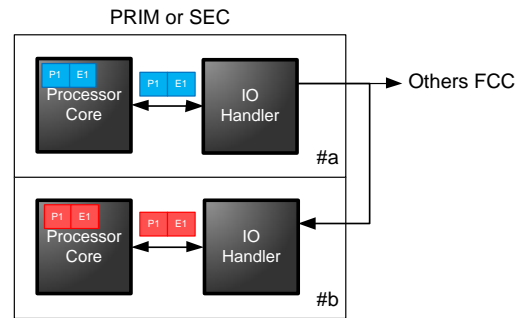 PRIM or SEC
P1 E1
Processor
Core
P1 E1
IO
Handler
Others FCC
#a
P1 E1
Processor
Core
P1 E1
IO
Handler
#b